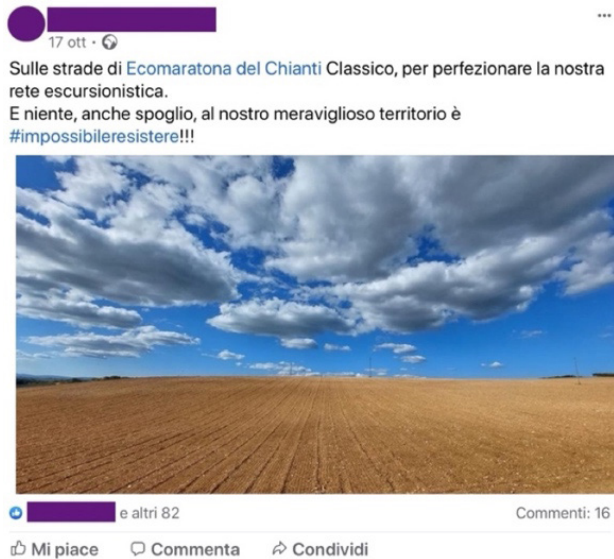 17 ott ·
Sulle strade di Ecomaratona del Chianti Classico, per perfezionare la nostra
rete escursionistica.
E niente, anche spoglio, al nostro meraviglioso territorio è
#impossibileresistere!!!
e altri 82
Commenti: 16
Mi piace
Commenta
Condividi